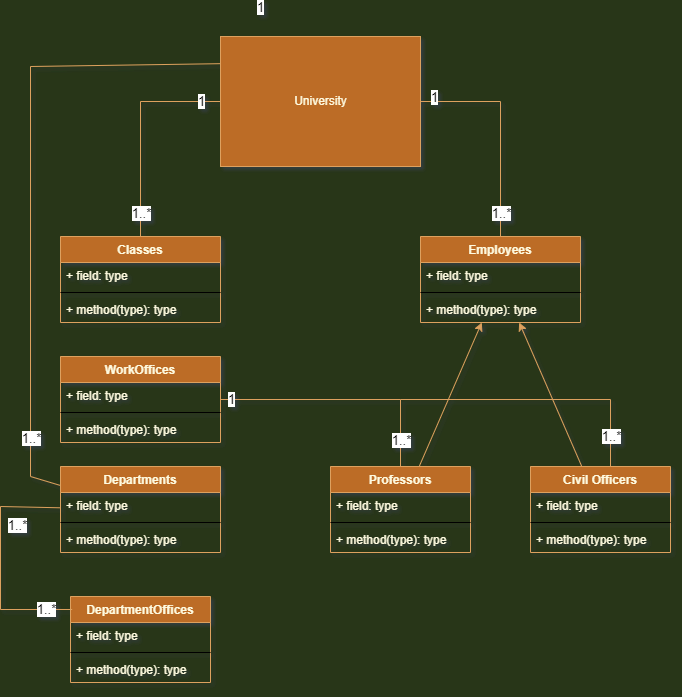 1
University
1
1
1..*
1..*
Classes
+ field: type
+ method(type): type
Employees
+ field: type
+ method(type): type
WorkOffices
+ field: type
+ method(type): type
1
1..*
1..*
1..*
Departments
+ field: type
+ method(type): type
Professors
+ field: type
+ method(type): type
Civil Officers
+ field: type
+ method(type): type
1..*
1..*
DepartmentOffices
+ field: type
+ method(type): type